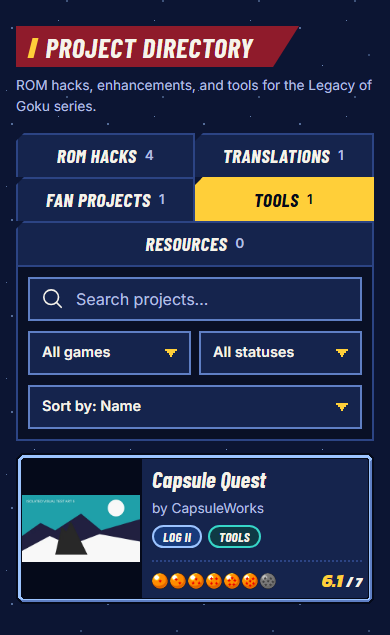 PROJECT DIRECTORY
ROM hacks, enhancements, and tools for the Legacy of
Goku series.
ROM HACKS 4
TRANSLATIONS 1
FAN PROJECTS 1
TOOLS 1
RESOURCES 0
Search projects...
All games
All statuses
Sort by: Name
Capsule Quest
by CapsuleWorks
LOG II
TOOLS
6.1 / 7